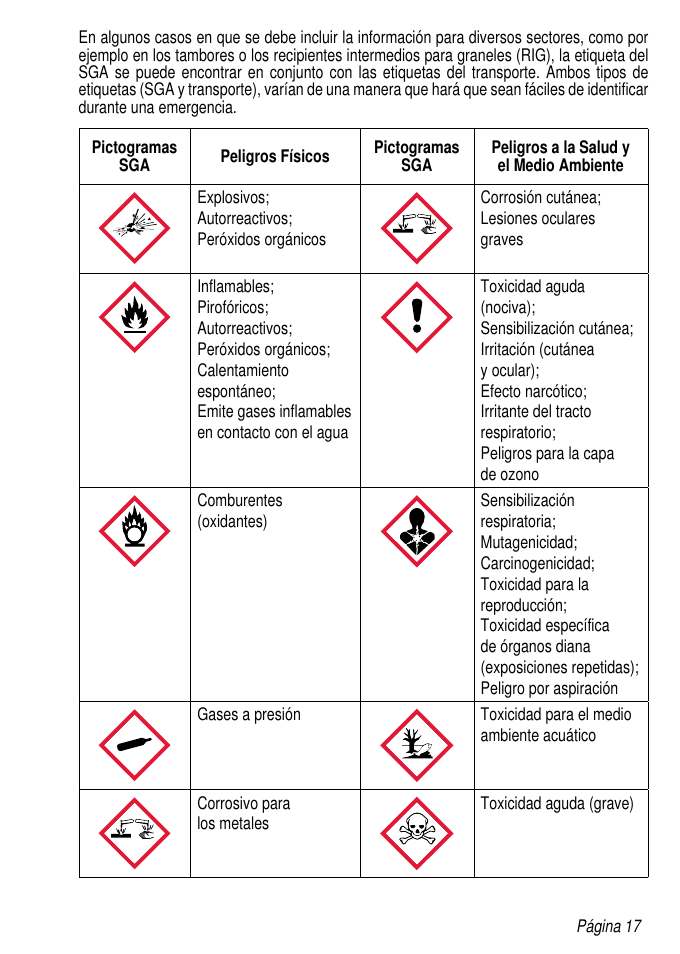 En algunos casos en que se debe incluir la información para diversos sectores, como por
ejemplo en los tambores o los recipientes intermedios para graneles (RIG), la etiqueta del
SGA se puede encontrar en conjunto con las etiquetas del transporte. Ambos tipos de
etiquetas (SGA y transporte), varían de una manera que hará que sean fáciles de identificar
durante una emergencia.
Pictogramas
SGA
Peligros Físicos
Pictogramas
SGA
Peligros a la Salud y
el Medio Ambiente
Explosivos;
Autorreactivos;
Peróxidos orgánicos
Corrosión cutánea;
Lesiones oculares
graves
Inflamables;
Pirofóricos;
Autorreactivos;
Peróxidos orgánicos;
Calentamiento
espontáneo;
Emite gases inflamables
en contacto con el agua
Toxicidad aguda
(nociva);
Sensibilización cutánea;
Irritación (cutánea
y ocular);
Efecto narcótico;
Irritante del tracto
respiratorio;
Peligros para la capa
de ozono
Comburentes
(oxidantes)
Sensibilización
respiratoria;
Mutagenicidad;
Carcinogenicidad;
Toxicidad para la
reproducción;
Toxicidad específica
de órganos diana
(exposiciones repetidas);
Peligro por aspiración
Gases a presión
Toxicidad para el medio
ambiente acuático
Corrosivo para
los metales
Toxicidad aguda (grave)
Página 17